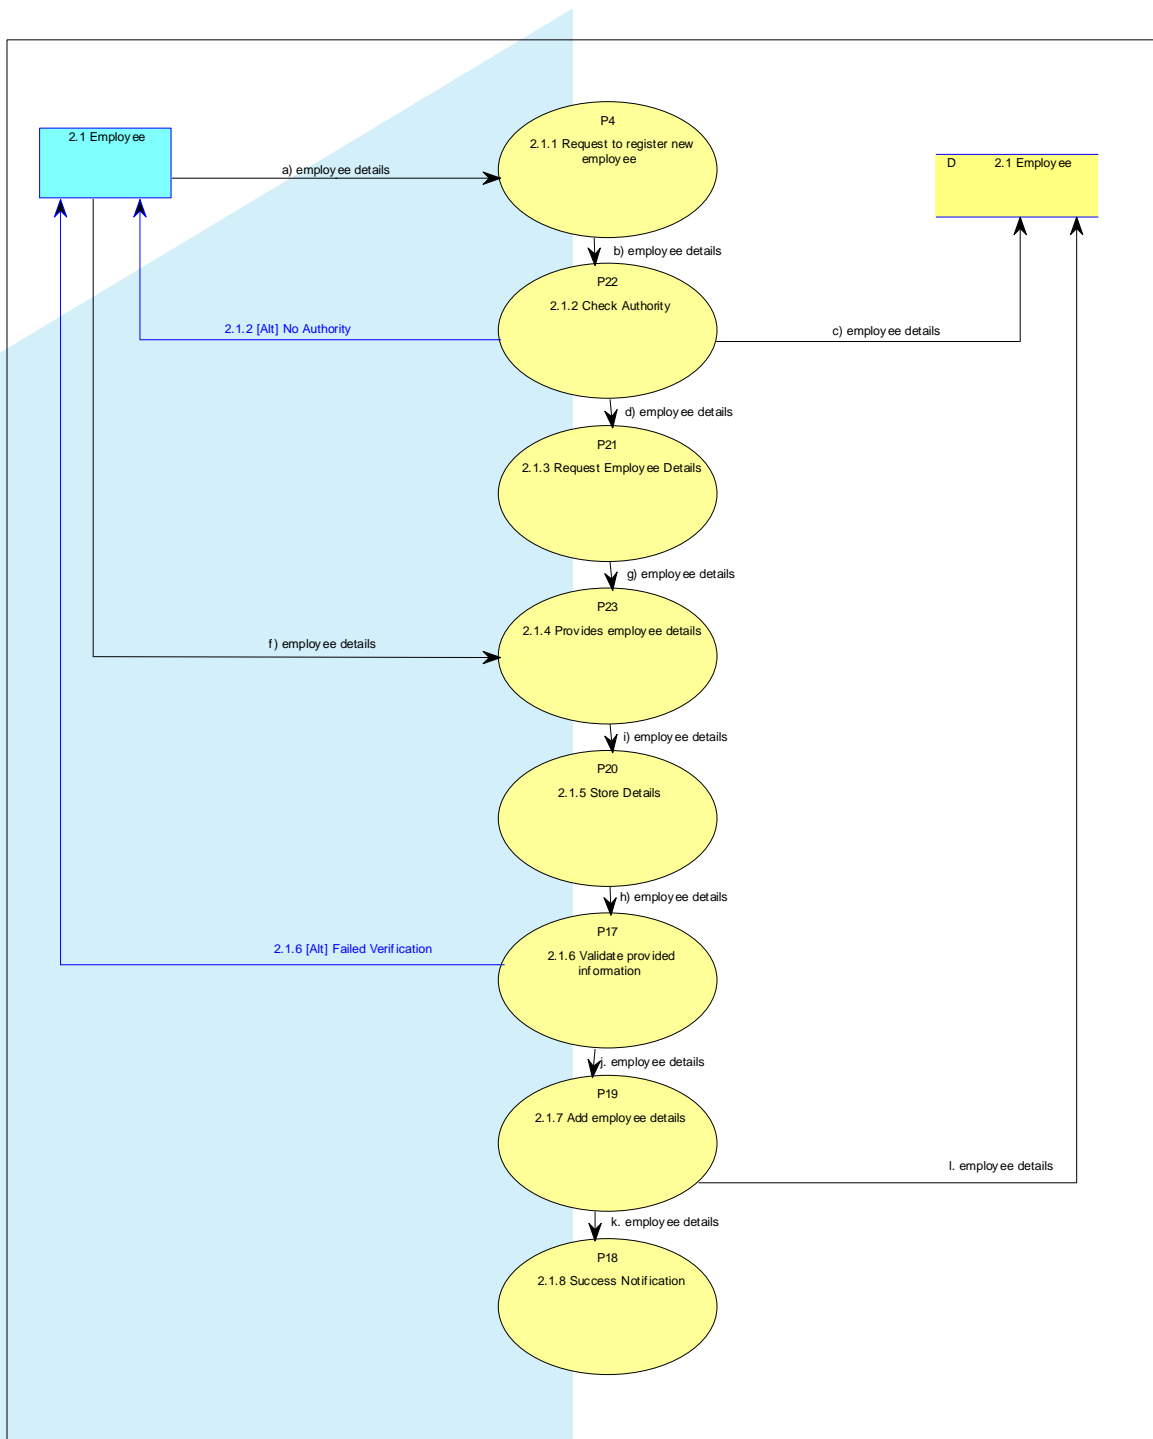 P4
2.1 Employee
2.1.1 Request to register new
employee
D 2.1 Employee
a) employee details
b) employee details
P22
2.1.2 Check Authority
2.1.2 [Alt] No Authority
c) employee details
d) employee details
P21
2.1.3 Request Employee Details
g) employee details
P23
2.1.4 Provides employee details
f) employee details
i) employee details
P20
2.1.5 Store Details
h) employee details
P17
2.1.6 [Alt] Failed Verification
2.1.6 Validate provided
information
j. employee details
P19
2.1.7 Add employee details
l. employee details
k. employee details
P18
2.1.8 Success Notification